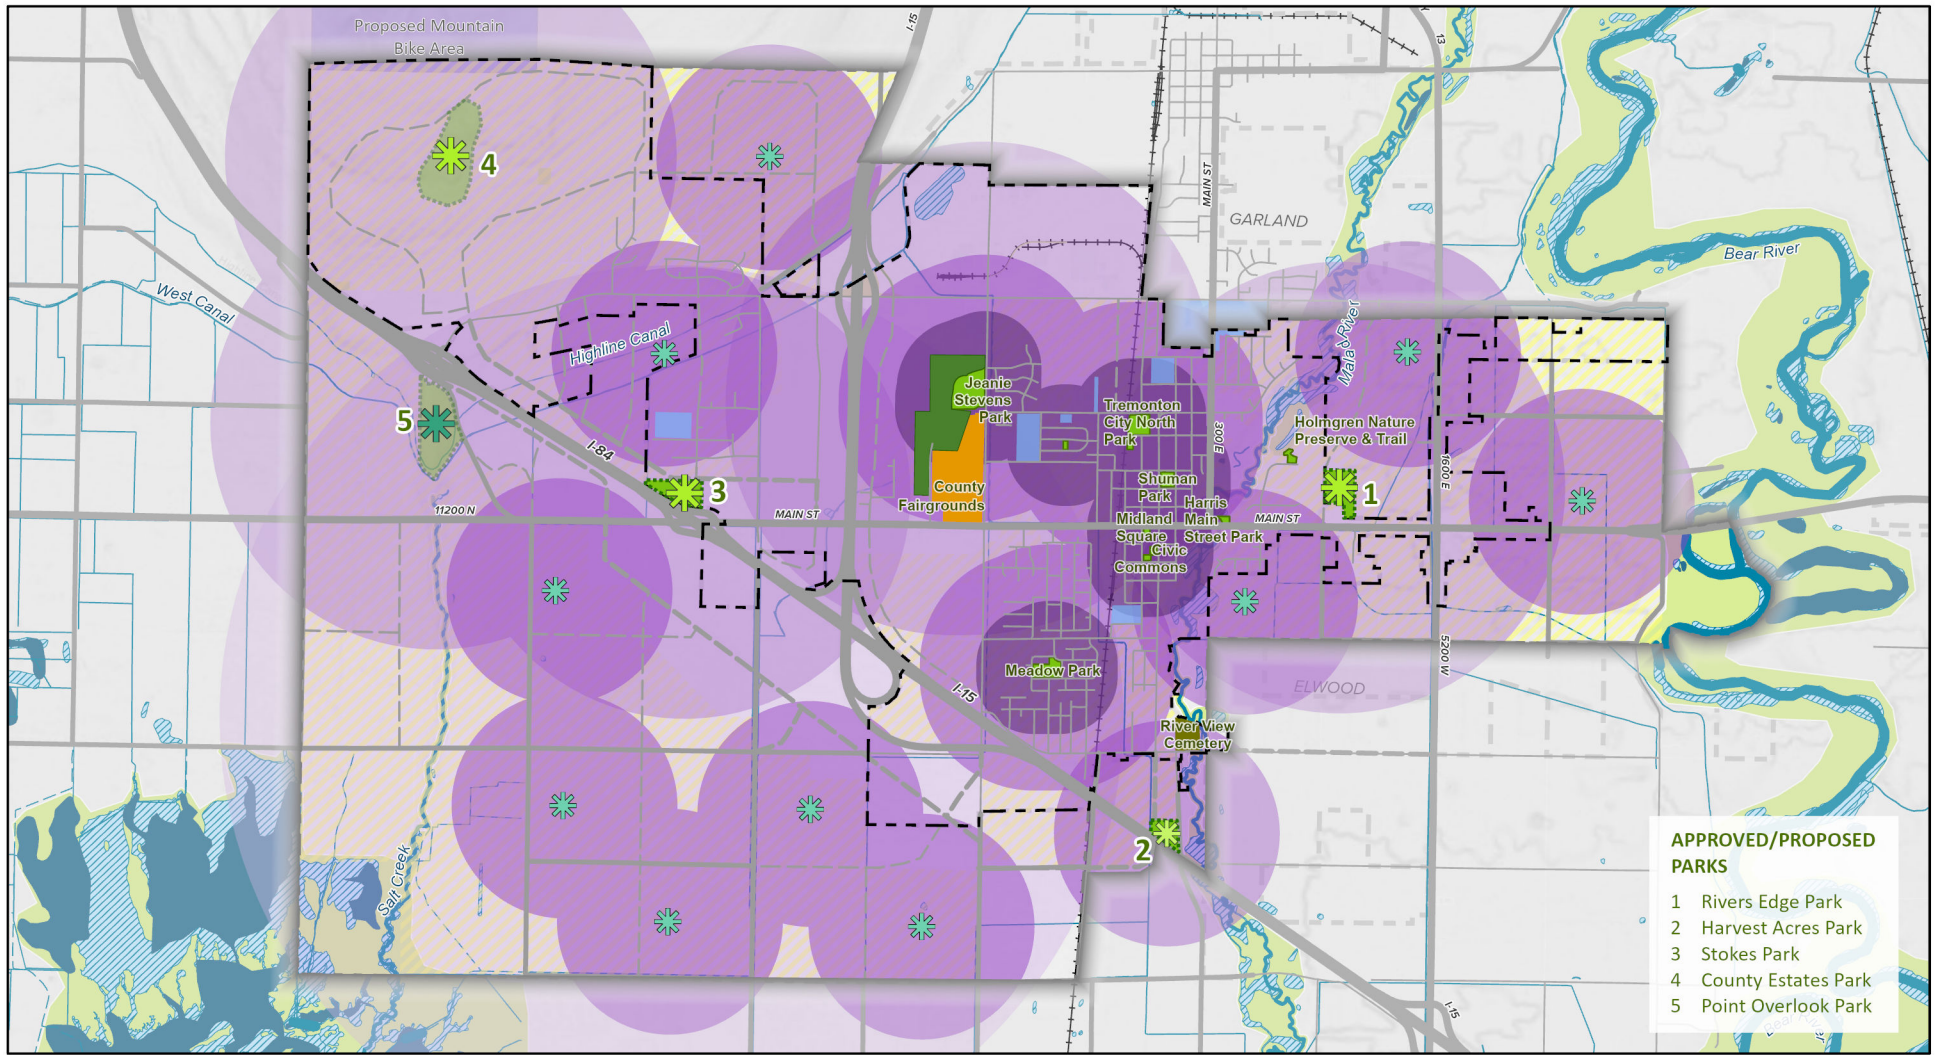 Proposed Mountain
Bike Area
I-15
13
4
MAIN ST
GARLAND
Bear River
West Canal
Highline Canal
Malad River
5
I-84
Jeanie
Stevens
Park
Tremonton
City North
Park
300 E
Holmgren Nature
Preserve & Trail
1600 E
3
County
Fairgrounds
Shuman
Park
Harris
Main
Street Park
1
11200 N
MAIN ST
Midland
Square
Civic
Commons
MAIN ST
Meadow Park
I-15
ELWOOD
5200 W
River View
Cemetery
2
Salt Creek
I-15
Bear River
APPROVED/PROPOSED
PARKS
1 Rivers Edge Park
2 Harvest Acres Park
3 Stokes Park
4 County Estates Park
5 Point Overlook Park